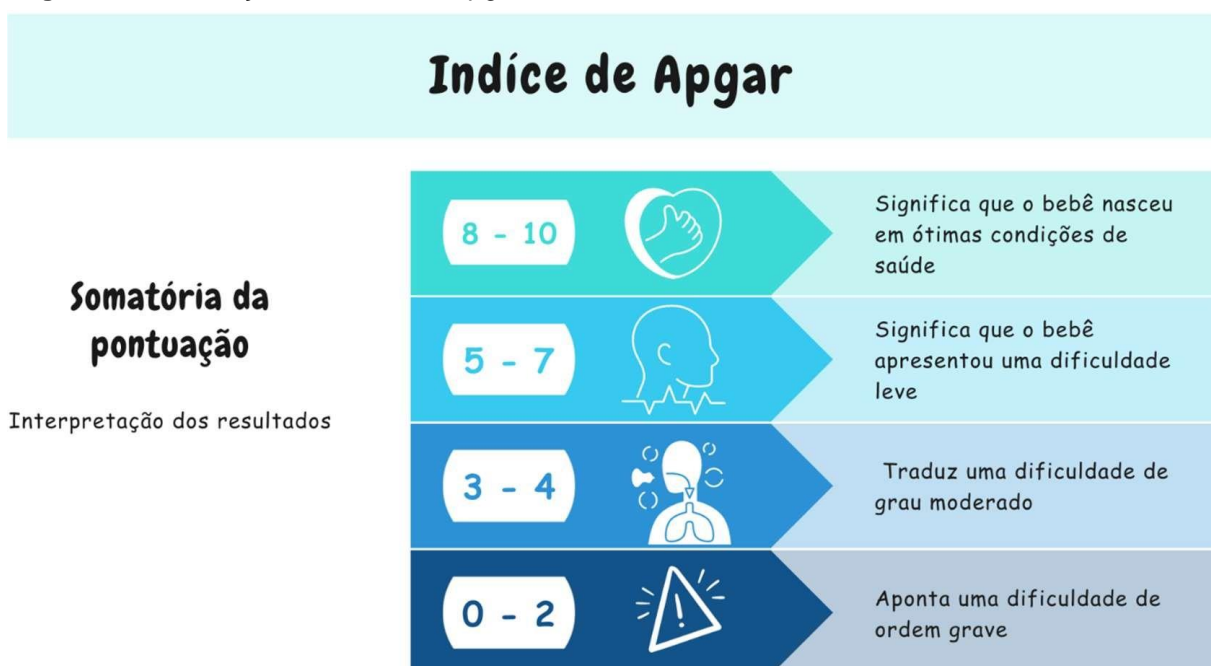 Indíce de Apgar
Somatória da
pontuação
Interpretação dos resultados
8 - 10
Significa que o bebê nasceu
em ótimas condições de
saúde
5 - 7
Significa que o bebê
apresentou uma dificuldade
leve
3 - 4
Traduz uma dificuldade de
grau moderado
0 - 2
Aponta uma dificuldade de
ordem grave